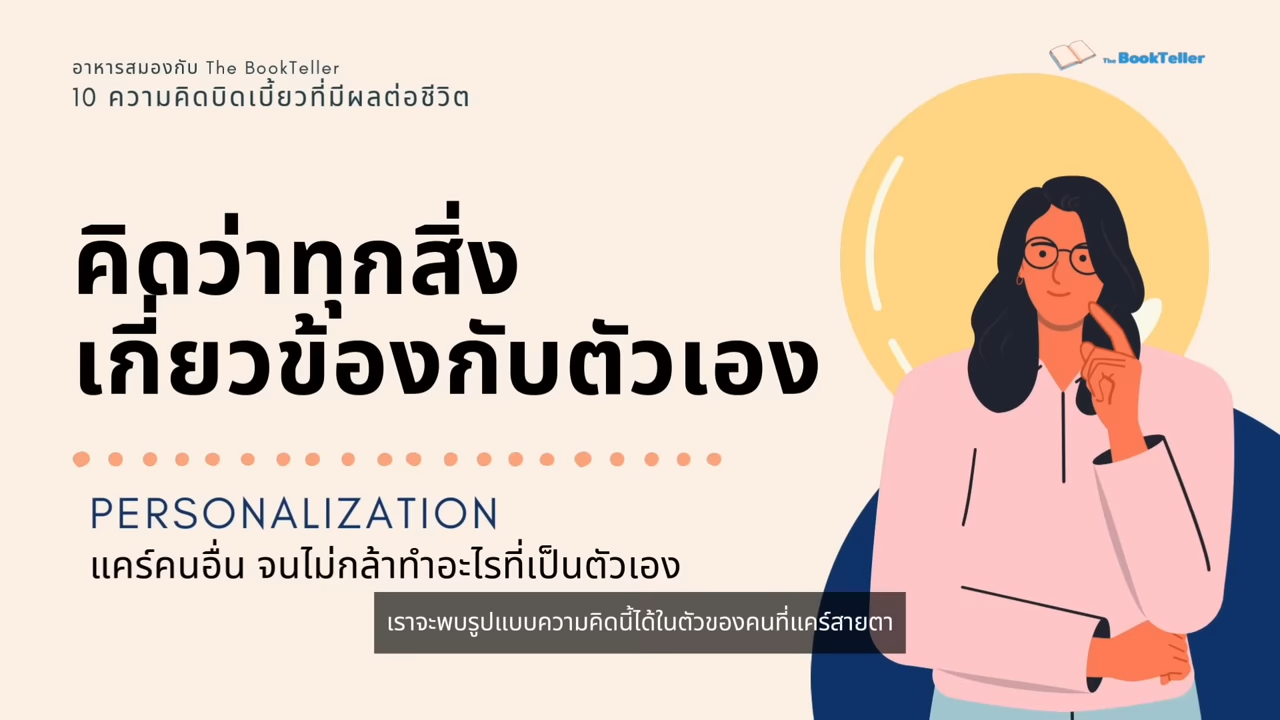 อาหารสมองกับ The BookTeller
10 ความคิดบิดเบี้ยวที่มีผลต่อชีวิต
The BookTeller
คิดว่าทุกสิ่ง
เกี่ยวข้องกับตัวเอง
PERSONALIZATION
แคร์คนอื่น จนไม่กล้าทำอะไรที่เป็นตัวเอง
เราจะพบรูปแบบความคิดนี้ได้ในตัวของคนที่แคร์สายตา